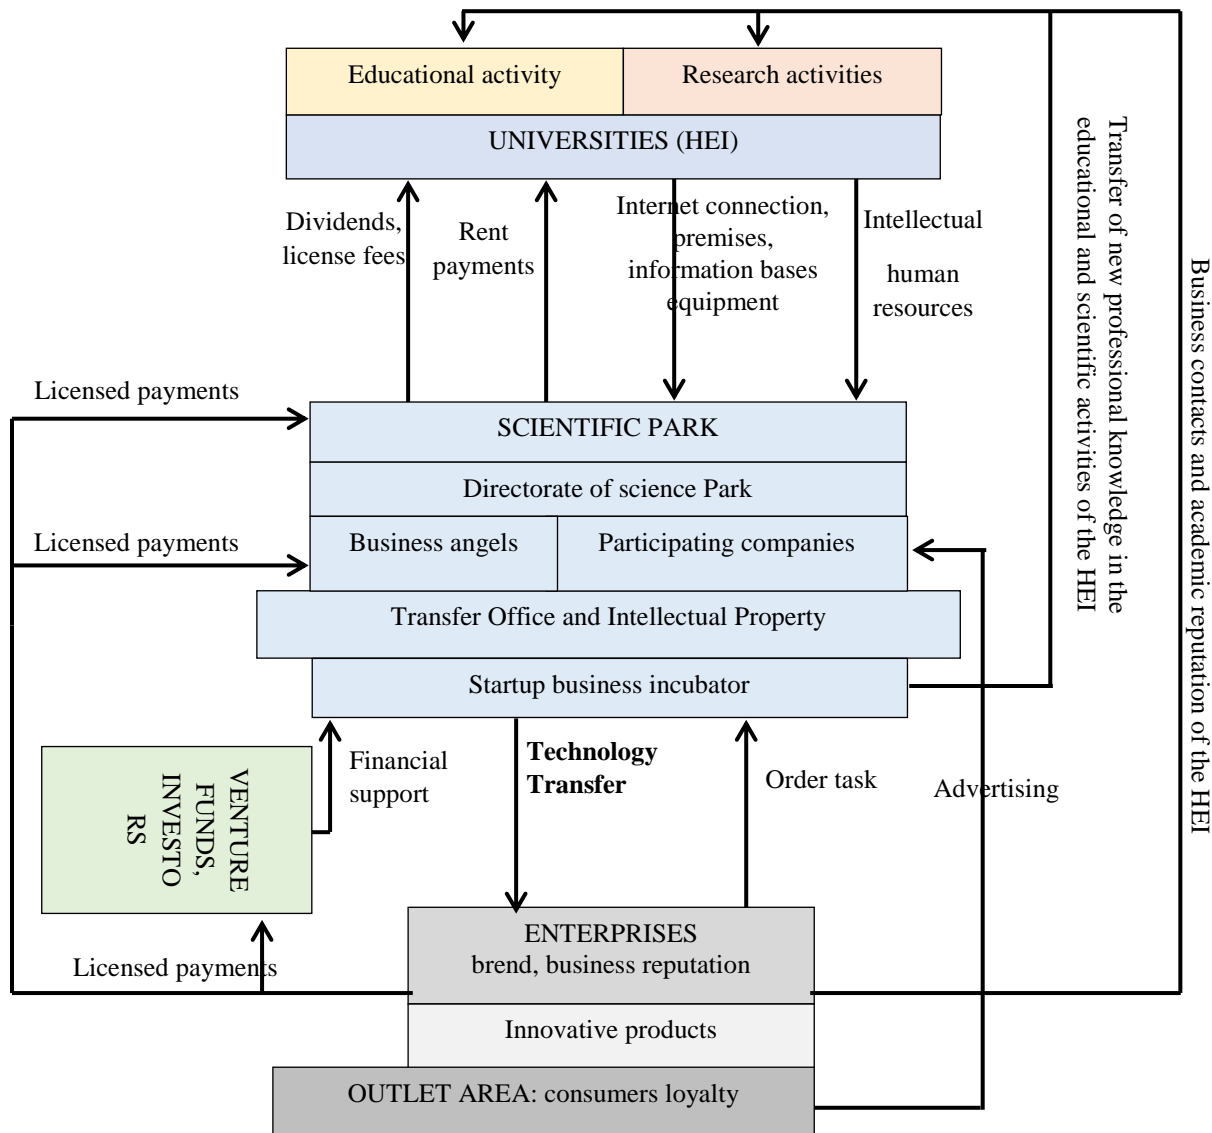 Educational activity
Research activities
UNIVERSITIES (HEI)
Dividends,
license fees
Rent
payments
Internet connection,
premises,
information bases
equipment
Intellectual
human
resources
Transfer of new professional knowledge in the
educational and scientific activities of the HEI
Business contacts and academic reputation of the HEI
Licensed payments
SCIENTIFIC PARK
Directorate of science Park
Licensed payments
Business angels
Participating companies
Transfer Office and Intellectual Property
Startup business incubator
VENTURE
FUNDS,
INVESTO
RS
Financial
support
Technology
Transfer
Order task
Advertising
Licensed payments
ENTERPRISES
brend, business reputation
Innovative products
OUTLET AREA: consumers loyalty